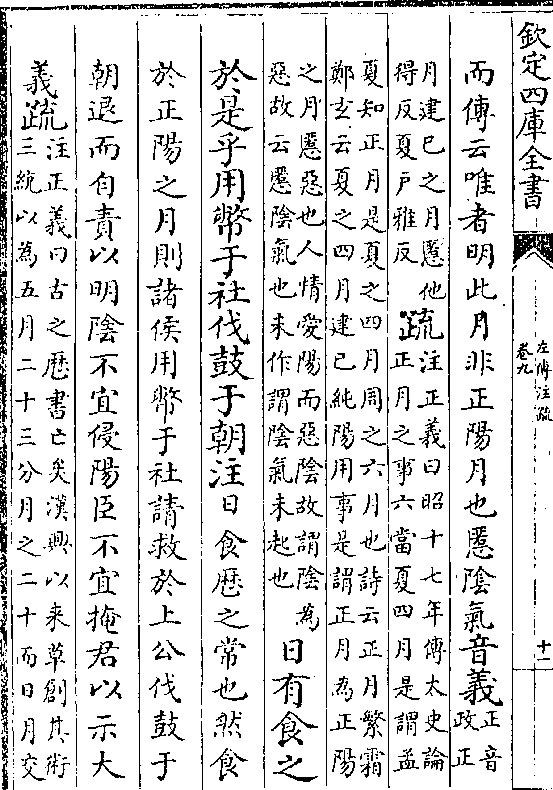 欽定四庫全書
左傳注疏
卷九
十一
而傳云唯者明此月非正陽月也慝隂氣音義正音政正
月建巳之月慝他
得反夏戸雅反疏注正義曰昭十七年傳太史論
正月之事六當夏四月是謂孟
夏知正月是夏之四月周之六月也詩云正月繁霜
鄭𤣥云夏之四月建巳純陽用事是謂正月為正陽
之月慝惡也人情愛陽而惡隂故謂隂為
惡故云慝隂氣也未作謂隂氣未起也日有食之
於是乎用幣于社伐鼓于朝注日食厯之常也然食
於正陽之月則諸侯用幣于社請救於上公伐鼓于
朝退而自責以明隂不宜侵陽臣不宜掩君以示大
義疏注正義曰古之厯書亡矣漢興以来草創其術
三統以為五月二十三分月之二十而日月交